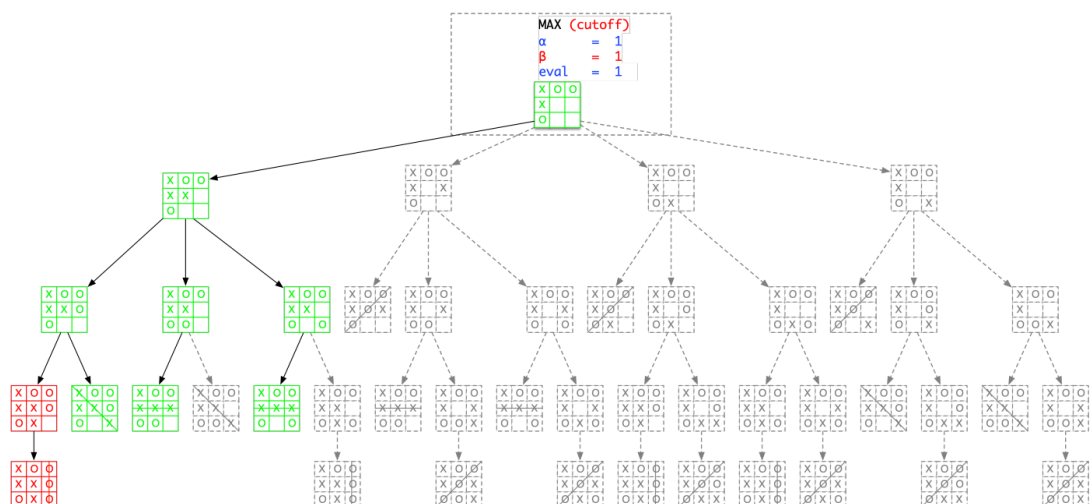 MAX (cutoff)
α = 1
β = 1
eval = 1
X O O
X
O
X O O
X X
O
X O O
X X
O
X O O
X
O X
X O O
X
O X
X O O
X X O
O
X O O
X X
O O
X O O
X X
O O
X O O
X O X
O
X O O
X X
O O
X O O
X X
O O
X O O
X O
O X
X O O
X O
O X
X O O
X
O X O
X O O
X O
O X
X O O
X O
O X
X O O
X
O O X
X O O
X X O
O X
X O O
X X O
O X
X O O
X X X
O O
X O O
X X
O O X
X O O
X X X
O O
X O O
X X
O X O
X O O
X X X
O O
X O O
X X
O O X
X O O
X X X
O O
X O O
X X
O X O
X O O
X X O
O X
X O O
X O
O X X
X O O
X X
O X O
X O O
X X
O X O
X O O
X X O
O X
X O O
X O
O X X
X O O
X X
O O X
X O O
X X
O O X
X O O
X X O
O X O
X O O
X X O
O X O
X O O
X O X
O O X
X O O
X O X
O X O
X O O
X X O
O X O
X O O
X O O
O X X
X O O
X X O
O X O
X O O
X O X
O X O
X O O
X O O
O X X
X O O
X O X
O O X